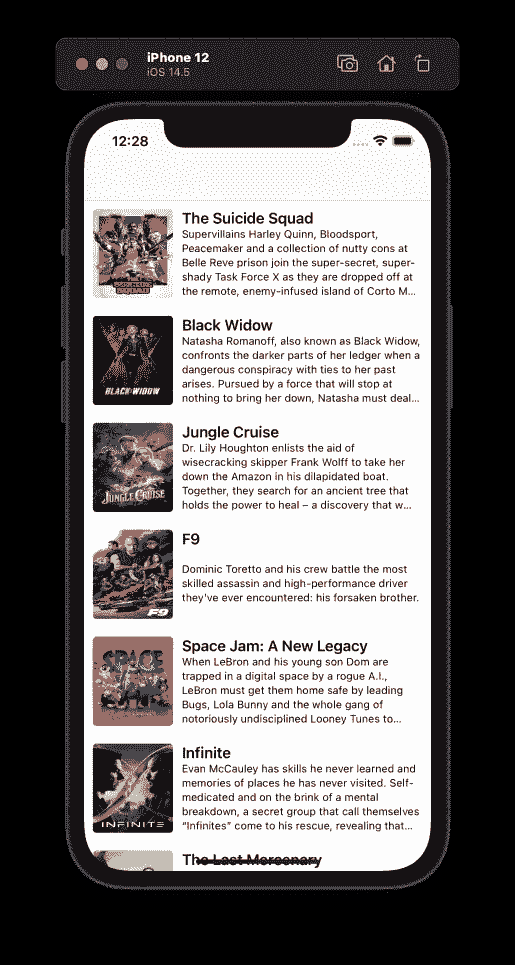 iPhone 12
iOS 14.5
12:28
The Suicide Squad
Supervillains Harley Quinn, Bloodsport,
Peacemaker and a collection of nutty cons at
Belle Reve prison join the super-secret, super-
shady Task Force X as they are dropped off at
the remote, enemy-infused island of Corto M...
BLACK WIDOW
Black Widow
Natasha Romanoff, also known as Black Widow,
confronts the darker parts of her ledger when a
dangerous conspiracy with ties to her past
arises. Pursued by a force that will stop at
nothing to bring her down, Natasha must deal...
JUNGLE CRUISE
Jungle Cruise
Dr. Lily Houghton enlists the aid of
wisecracking skipper Frank Wolff to take her
down the Amazon in his dilapidated boat.
Together, they search for an ancient tree that
holds the power to heal – a discovery that w...
F9
F9
Dominic Toretto and his crew battle the most
skilled assassin and high-performance driver
they've ever encountered: his forsaken brother.
SPACE
JAM
Space Jam: A New Legacy
When LeBron and his young son Dom are
trapped in a digital space by a rogue A.I.,
LeBron must get them home safe by leading
Bugs, Lola Bunny and the whole gang of
notoriously undisciplined Looney Tunes to...
INFINITE
Infinite
Evan McCauley has skills he never learned and
memories of places he has never visited. Self-
medicated and on the brink of a mental
breakdown, a secret group that call themselves
“Infinites” come to his rescue, revealing that...
The Last Mercenary